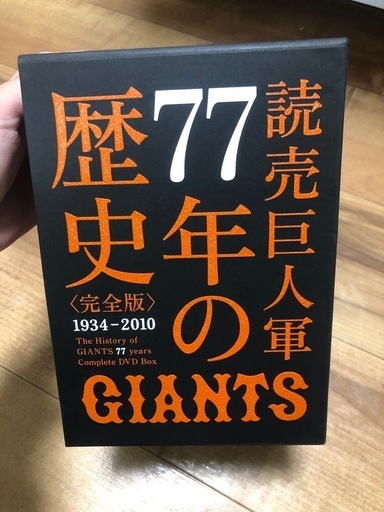 読売巨人軍
77年の
歴史
〈完全版〉
1934-2010
The History of
GIANTS 77 years
Complete DVD Box
GIANTS